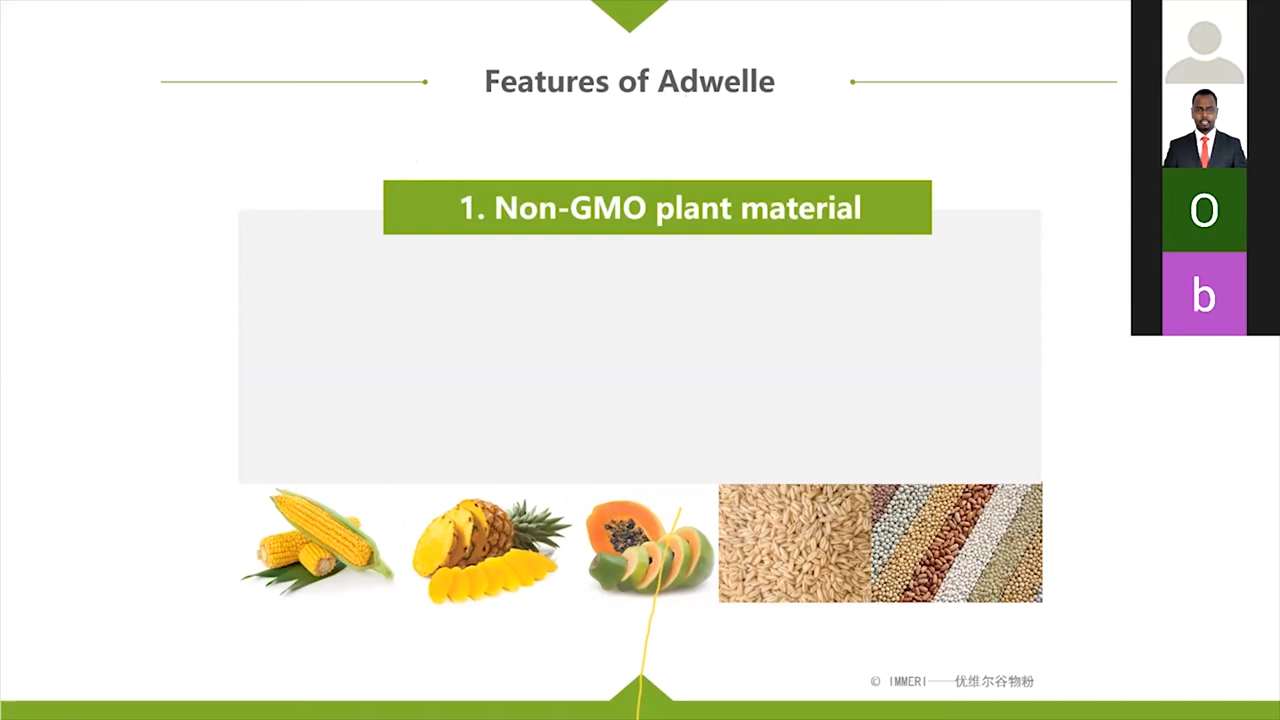 Features of Adwelle
1. Non-GMO plant material
O
b
© IMMERI——优维尔谷物粉